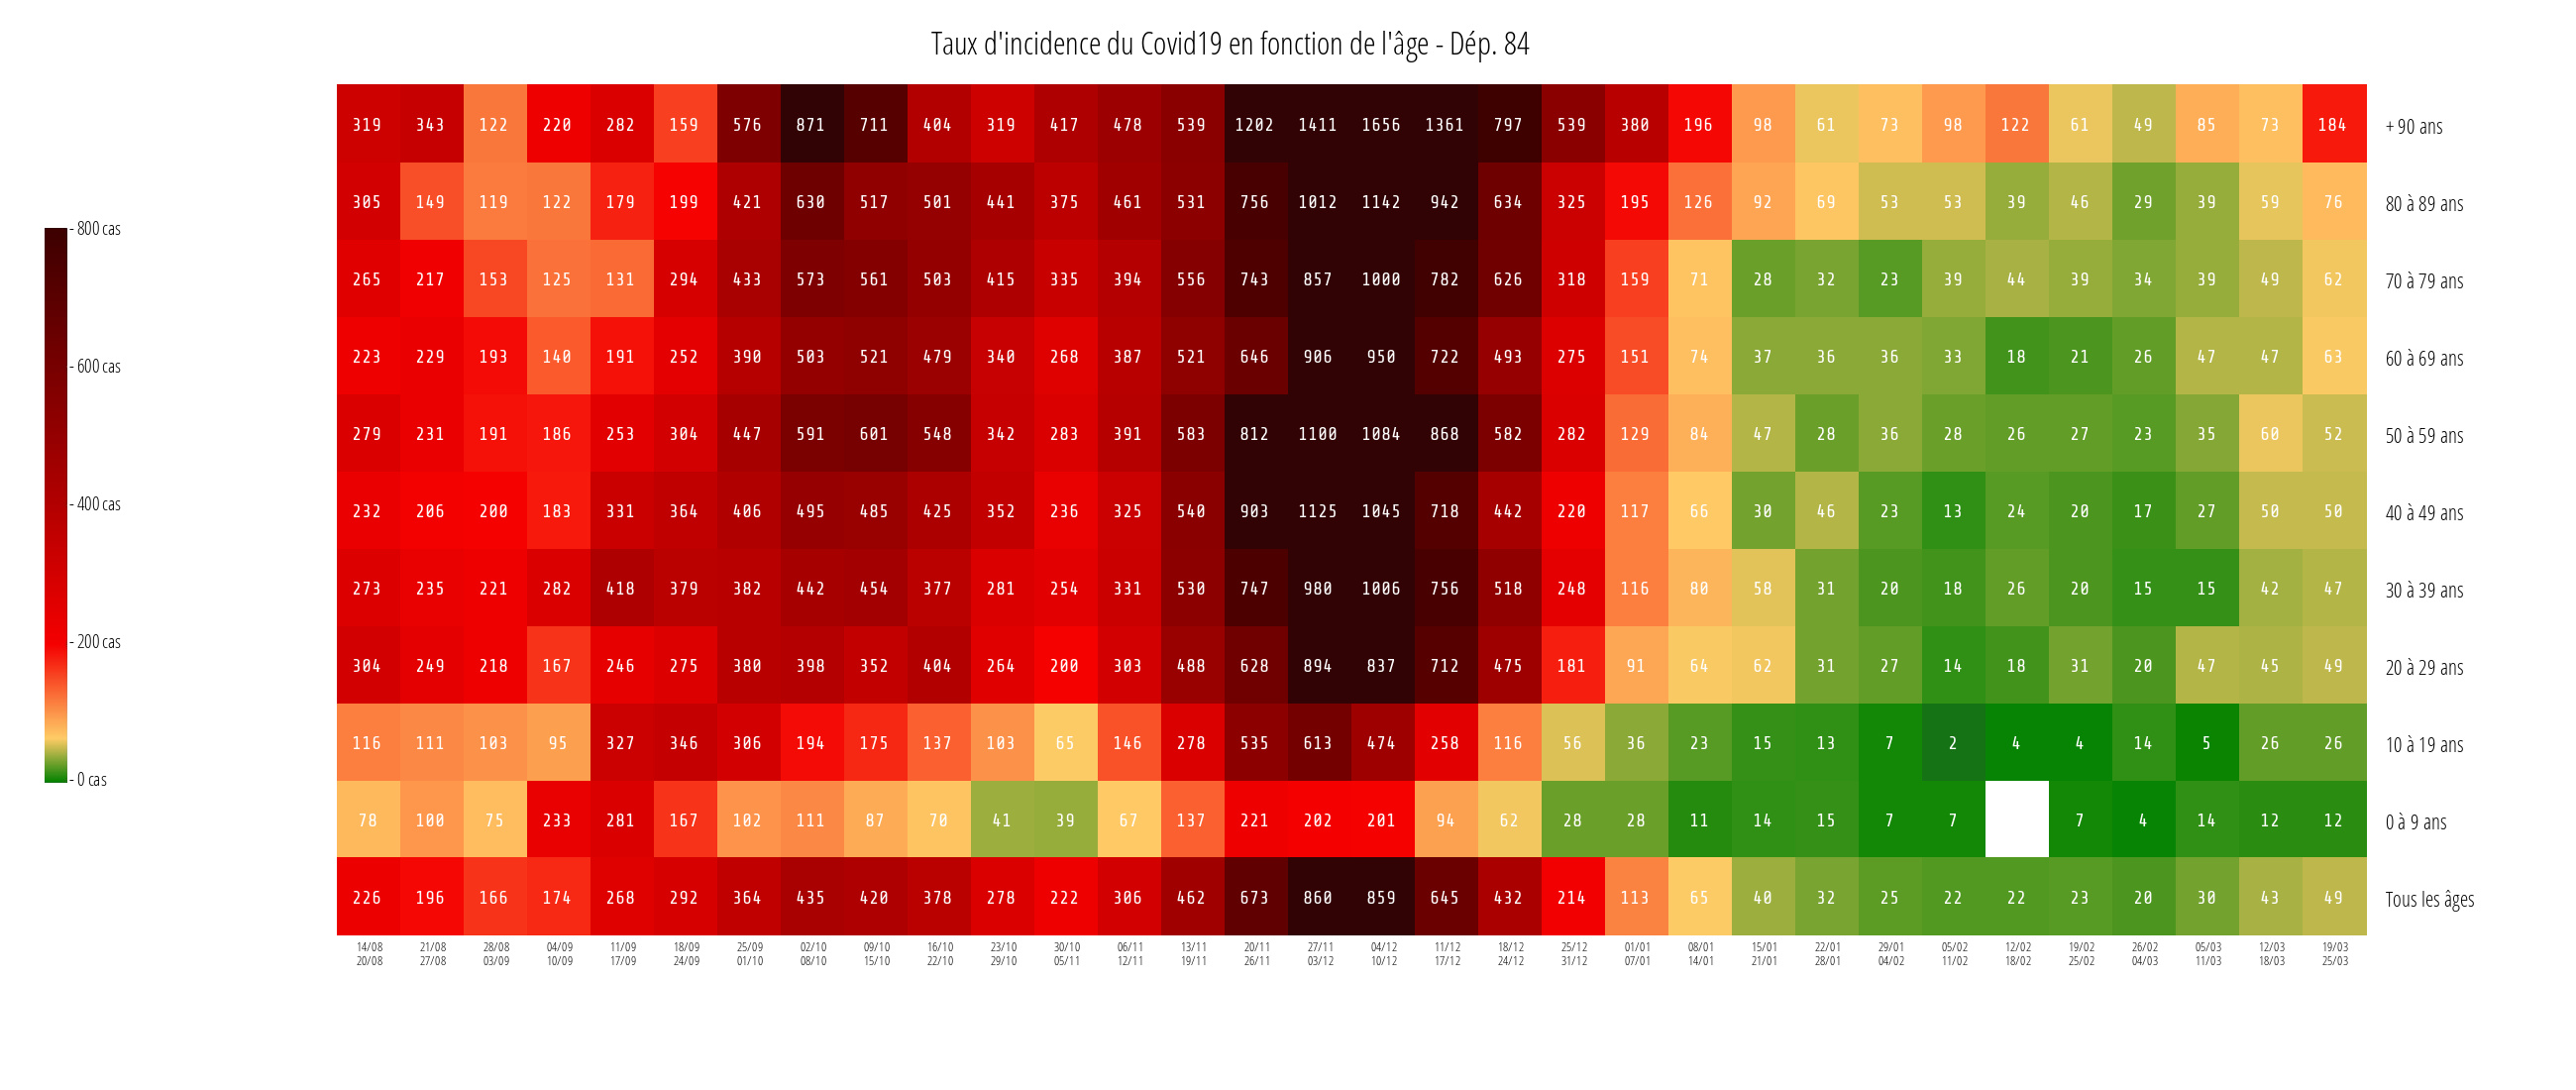 Taux d'incidence du Covid19 en fonction de l'âge - Dép. 84
319 343 122 220 282 159 576 871 711 404 319 417 478 539 1202 1411 1656 1361 797 539 380 196 98 61 73 98 122 61 49 85 73 184 + 90 ans
305 149 119 122 179 199 421 630 517 501 441 375 461 531 756 1012 1142 942 634 325 195 126 92 69 53 53 39 46 29 39 59 76 80 à 89 ans
- 800 cas
265 217 153 125 131 294 433 573 561 503 415 335 394 556 743 857 1000 782 626 318 159 71 28 32 23 39 44 39 34 39 49 62 70 à 79 ans
223 229 193 140 191 252 390 503 521 479 340 268 387 521 646 906 950 722 493 275 151 74 37 36 36 33 18 21 26 47 47 63 60 à 69 ans
- 600 cas
279 231 191 186 253 304 447 591 601 548 342 283 391 583 812 1100 1084 868 582 282 129 84 47 28 36 28 26 27 23 35 60 52 50 à 59 ans
- 400 cas
232 206 200 183 331 364 406 495 485 425 352 236 325 540 903 1125 1045 718 442 220 117 66 30 46 23 13 24 20 17 27 50 50 40 à 49 ans
273 235 221 282 418 379 382 442 454 377 281 254 331 530 747 980 1006 756 518 248 116 80 58 31 20 18 26 20 15 15 42 47 30 à 39 ans
- 200 cas
304 249 218 167 246 275 380 398 352 404 264 200 303 488 628 894 837 712 475 181 91 64 62 31 27 14 18 31 20 47 45 49 20 à 29 ans
116 111 103 95 327 346 306 194 175 137 103 65 146 278 535 613 474 258 116 56 36 23 15 13 7 2 4 4 14 5 26 26 10 à 19 ans
- 0 cas
78 100 75 233 281 167 102 111 87 70 41 39 67 137 221 202 201 94 62 28 28 11 14 15 7 7 7 4 14 12 12 0 à 9 ans
226 196 166 174 268 292 364 435 420 378 278 222 306 462 673 860 859 645 432 214 113 65 40 32 25 22 22 23 20 30 43 49 Tous les âges
14/08 21/08 28/08 04/09 11/09 18/09 25/09 02/10 09/10 16/10 23/10 30/10 06/11 13/11 20/11 27/11 04/12 11/12 18/12 25/12 01/01 08/01 15/01 22/01 29/01 05/02 12/02 19/02 26/02 05/03 12/03 19/03
20/08 27/08 03/09 10/09 17/09 24/09 01/10 08/10 15/10 22/10 29/10 05/11 12/11 19/11 26/11 03/12 10/12 17/12 24/12 31/12 07/01 14/01 21/01 28/01 04/02 11/02 18/02 25/02 04/03 11/03 18/03 25/03